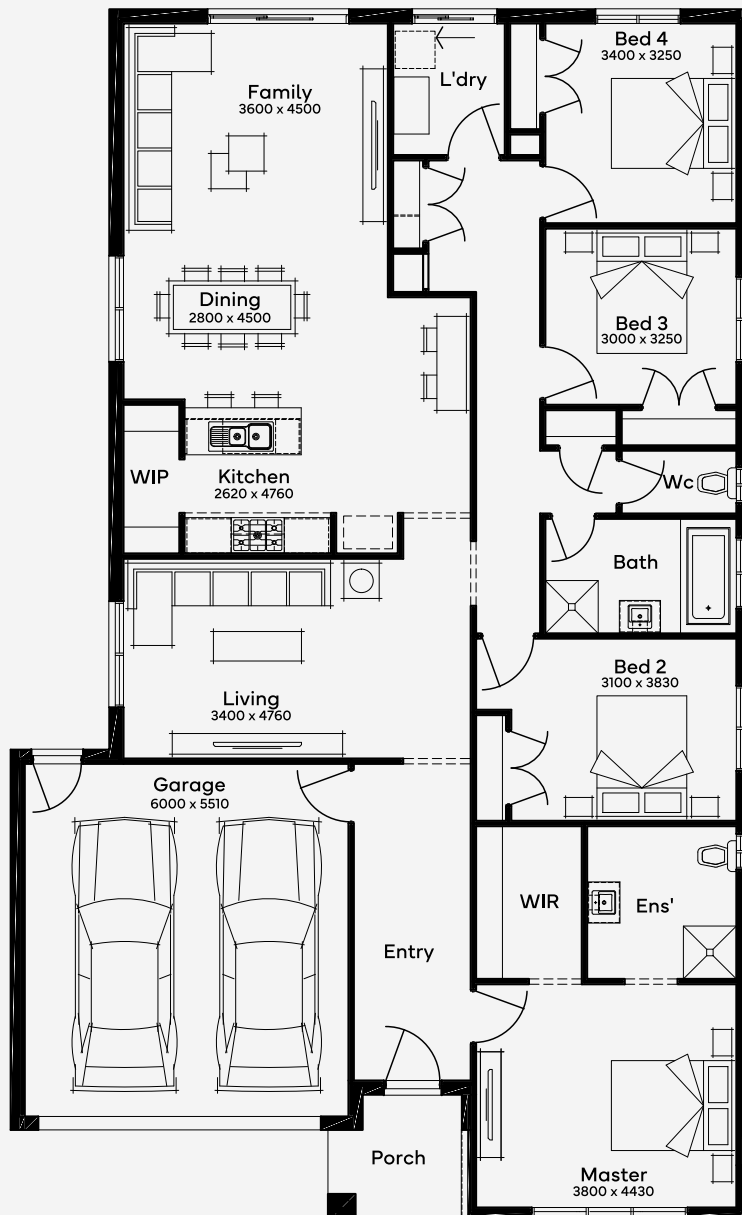 Bed 4
3400 x 3250
L'dry
Family
3600 x 4500
Dining
2800 x 4500
Bed 3
3000 x 3250
WIP
Kitchen
2620 x 4760
Wc
Bath
Bed 2
3100 x 3830
Living
3400 x 4760
Garage
6000 x 5510
WIR
Ens'
Entry
Porch
Master
3800 x 4430